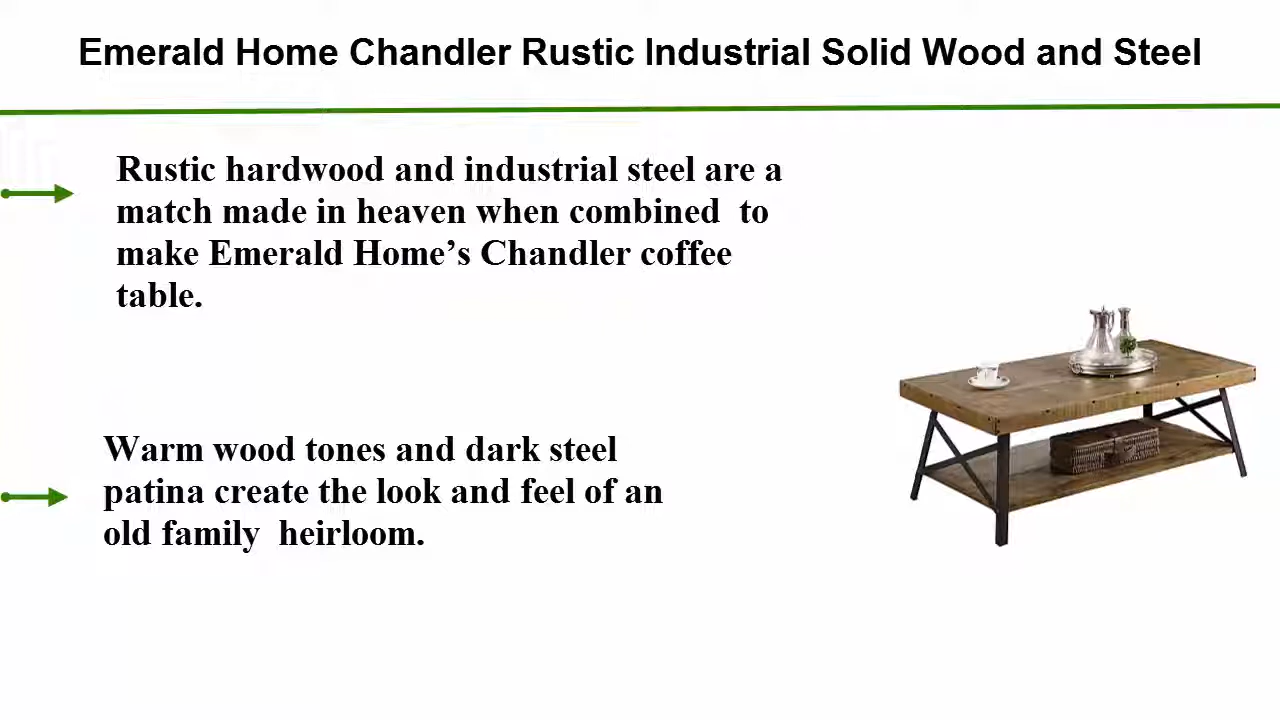 Emerald Home Chandler Rustic Industrial Solid Wood and Steel
Rustic hardwood and industrial steel are a
match made in heaven when combined  to
make Emerald Home’s Chandler coffee
table.
Warm wood tones and dark steel
patina create the look and feel of an
old family  heirloom.